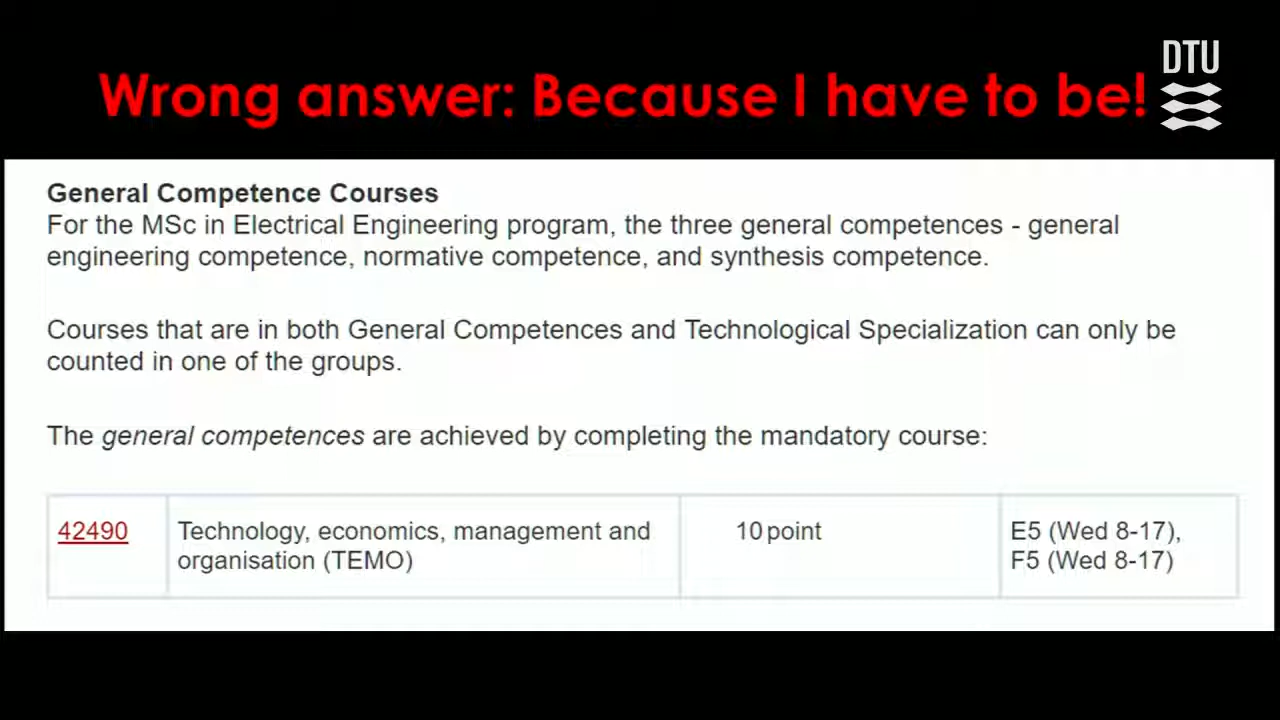 Wrong answer: Because I have to be!
DTU
General Competence Courses
For the MSc in Electrical Engineering program, the three general competences - general
engineering competence, normative competence, and synthesis competence.
Courses that are in both General Competences and Technological Specialization can only be
counted in one of the groups.
The general competences are achieved by completing the mandatory course:
42490 Technology, economics, management and 10 point E5 (Wed 8-17),
organisation (TEMO) F5 (Wed 8-17)